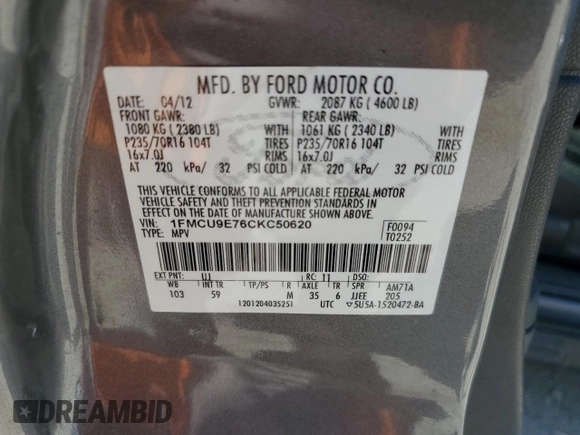 MFD. BY FORD MOTOR CO.
DATE: 04/12 GVWR: 2087 KG ( 4600 LB)
FRONT GAWR: REAR GAWR:
1080 KG ( 2380 LB) WITH 1061 KG ( 2340 LB) WITH
P235/70R16 104T TIRES P235/70R16 104T TIRES
16x7.0J RIMS 16x7.0J RIMS
AT 220 kPa/ 32 PSI COLD AT 220 kPa/ 32 PSI COLD
THIS VEHICLE CONFORMS TO ALL APPLICABLE FEDERAL MOTOR
VEHICLE SAFETY AND THEFT PREVENTION STANDARDS IN EFFECT
ON THE DATE OF MANUFACTURE SHOWN ABOVE.
VIN: 1FMCU9E76CKC50620 F0094
TYPE: MPV T0252
EXT PNT: UJ RC: 11 DSO:
WB INT TR TP/PS R AXLE TR SPR AM71A
103 59 M 35 6 JJEE 205
1201204035251 UTC 5U5A-1520472-BA
DREAMBID